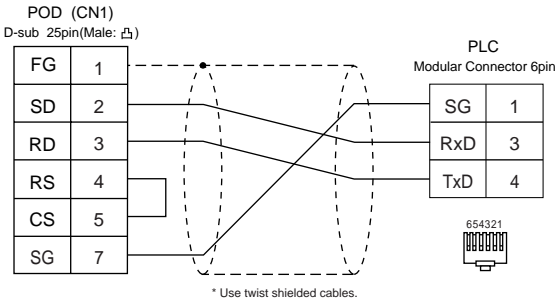 POD (CN1)
D-sub 25pin(Male: 凸)
FG 1
SD 2
RD 3
RS 4
CS 5
SG 7
PLC
Modular Connector 6pin
SG 1
RxD 3
TxD 4
654321
* Use twist shielded cables.